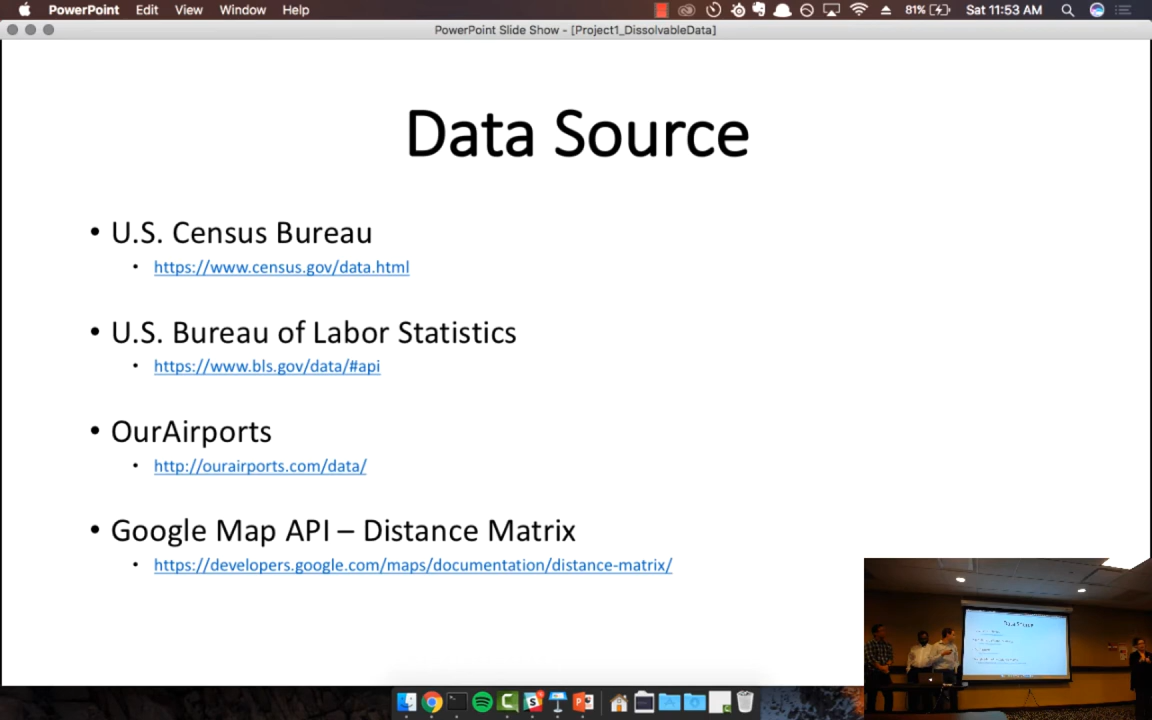 PowerPoint Edit View Window Help 81% Sat 11:53 AM
PowerPoint Slide Show - [Project1_DissolvableData]
Data Source
• U.S. Census Bureau
• https://www.census.gov/data.html
• U.S. Bureau of Labor Statistics
• https://www.bls.gov/data/#api
• OurAirports
• http://ourairports.com/data/
• Google Map API – Distance Matrix
• https://developers.google.com/maps/documentation/distance-matrix/
Data Source